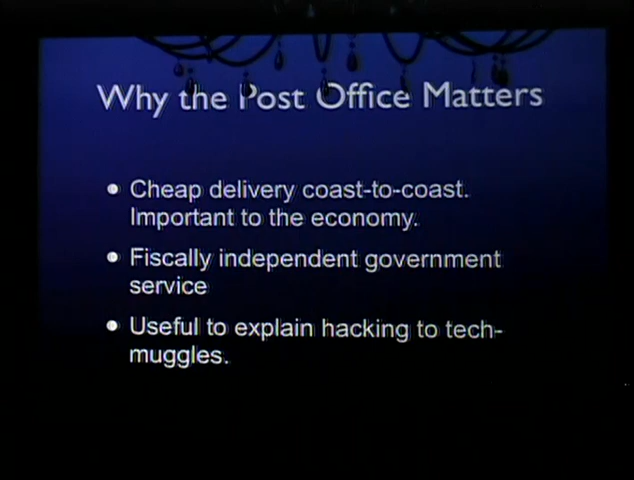 Why the Post Office Matters
Cheap delivery coast-to-coast.
Important to the economy.
Fiscally independent government
service
Useful to explain hacking to tech-
muggles.